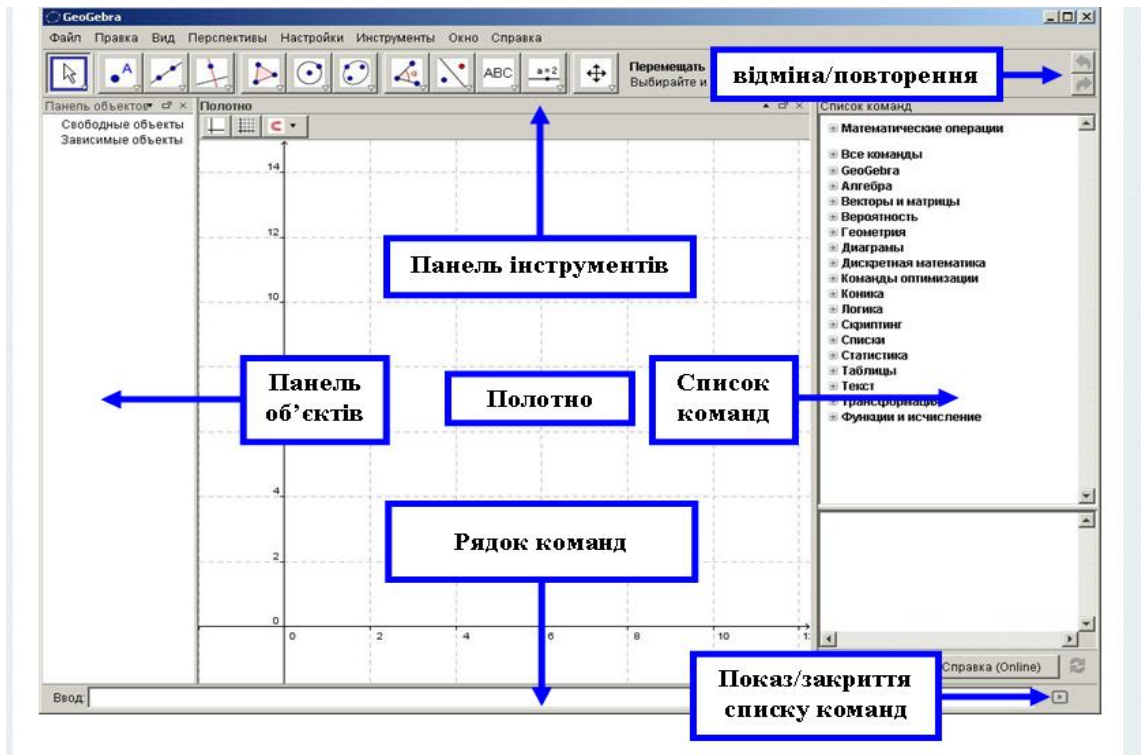 GeoGebra
Файл Правка Вид Перспективы Настройки Инструменты Окно Справка
A
ABC
a=2
Перемещать
Выбирайте и
відміна/повторення
Панель объектов
Полотно
Список команд
Свободные объекты
Зависимые объекты
Математические операции
Все команды
GeoGebra
Алгебра
Векторы и матрицы
Вероятность
Геометрия
Диаграмы
Дискретная математика
Команды оптимизации
Коника
Логика
Скриптинг
Списки
Статистика
Таблицы
Текст
Трансформация
Функции и исчисление
14
12
10
4
2
0
0 2 4 6 8 10
Панель інструментів
Панель
об’єктів
Полотно
Список
команд
Рядок команд
Справка (Online)
Показ/закриття
списку команд
Ввод: